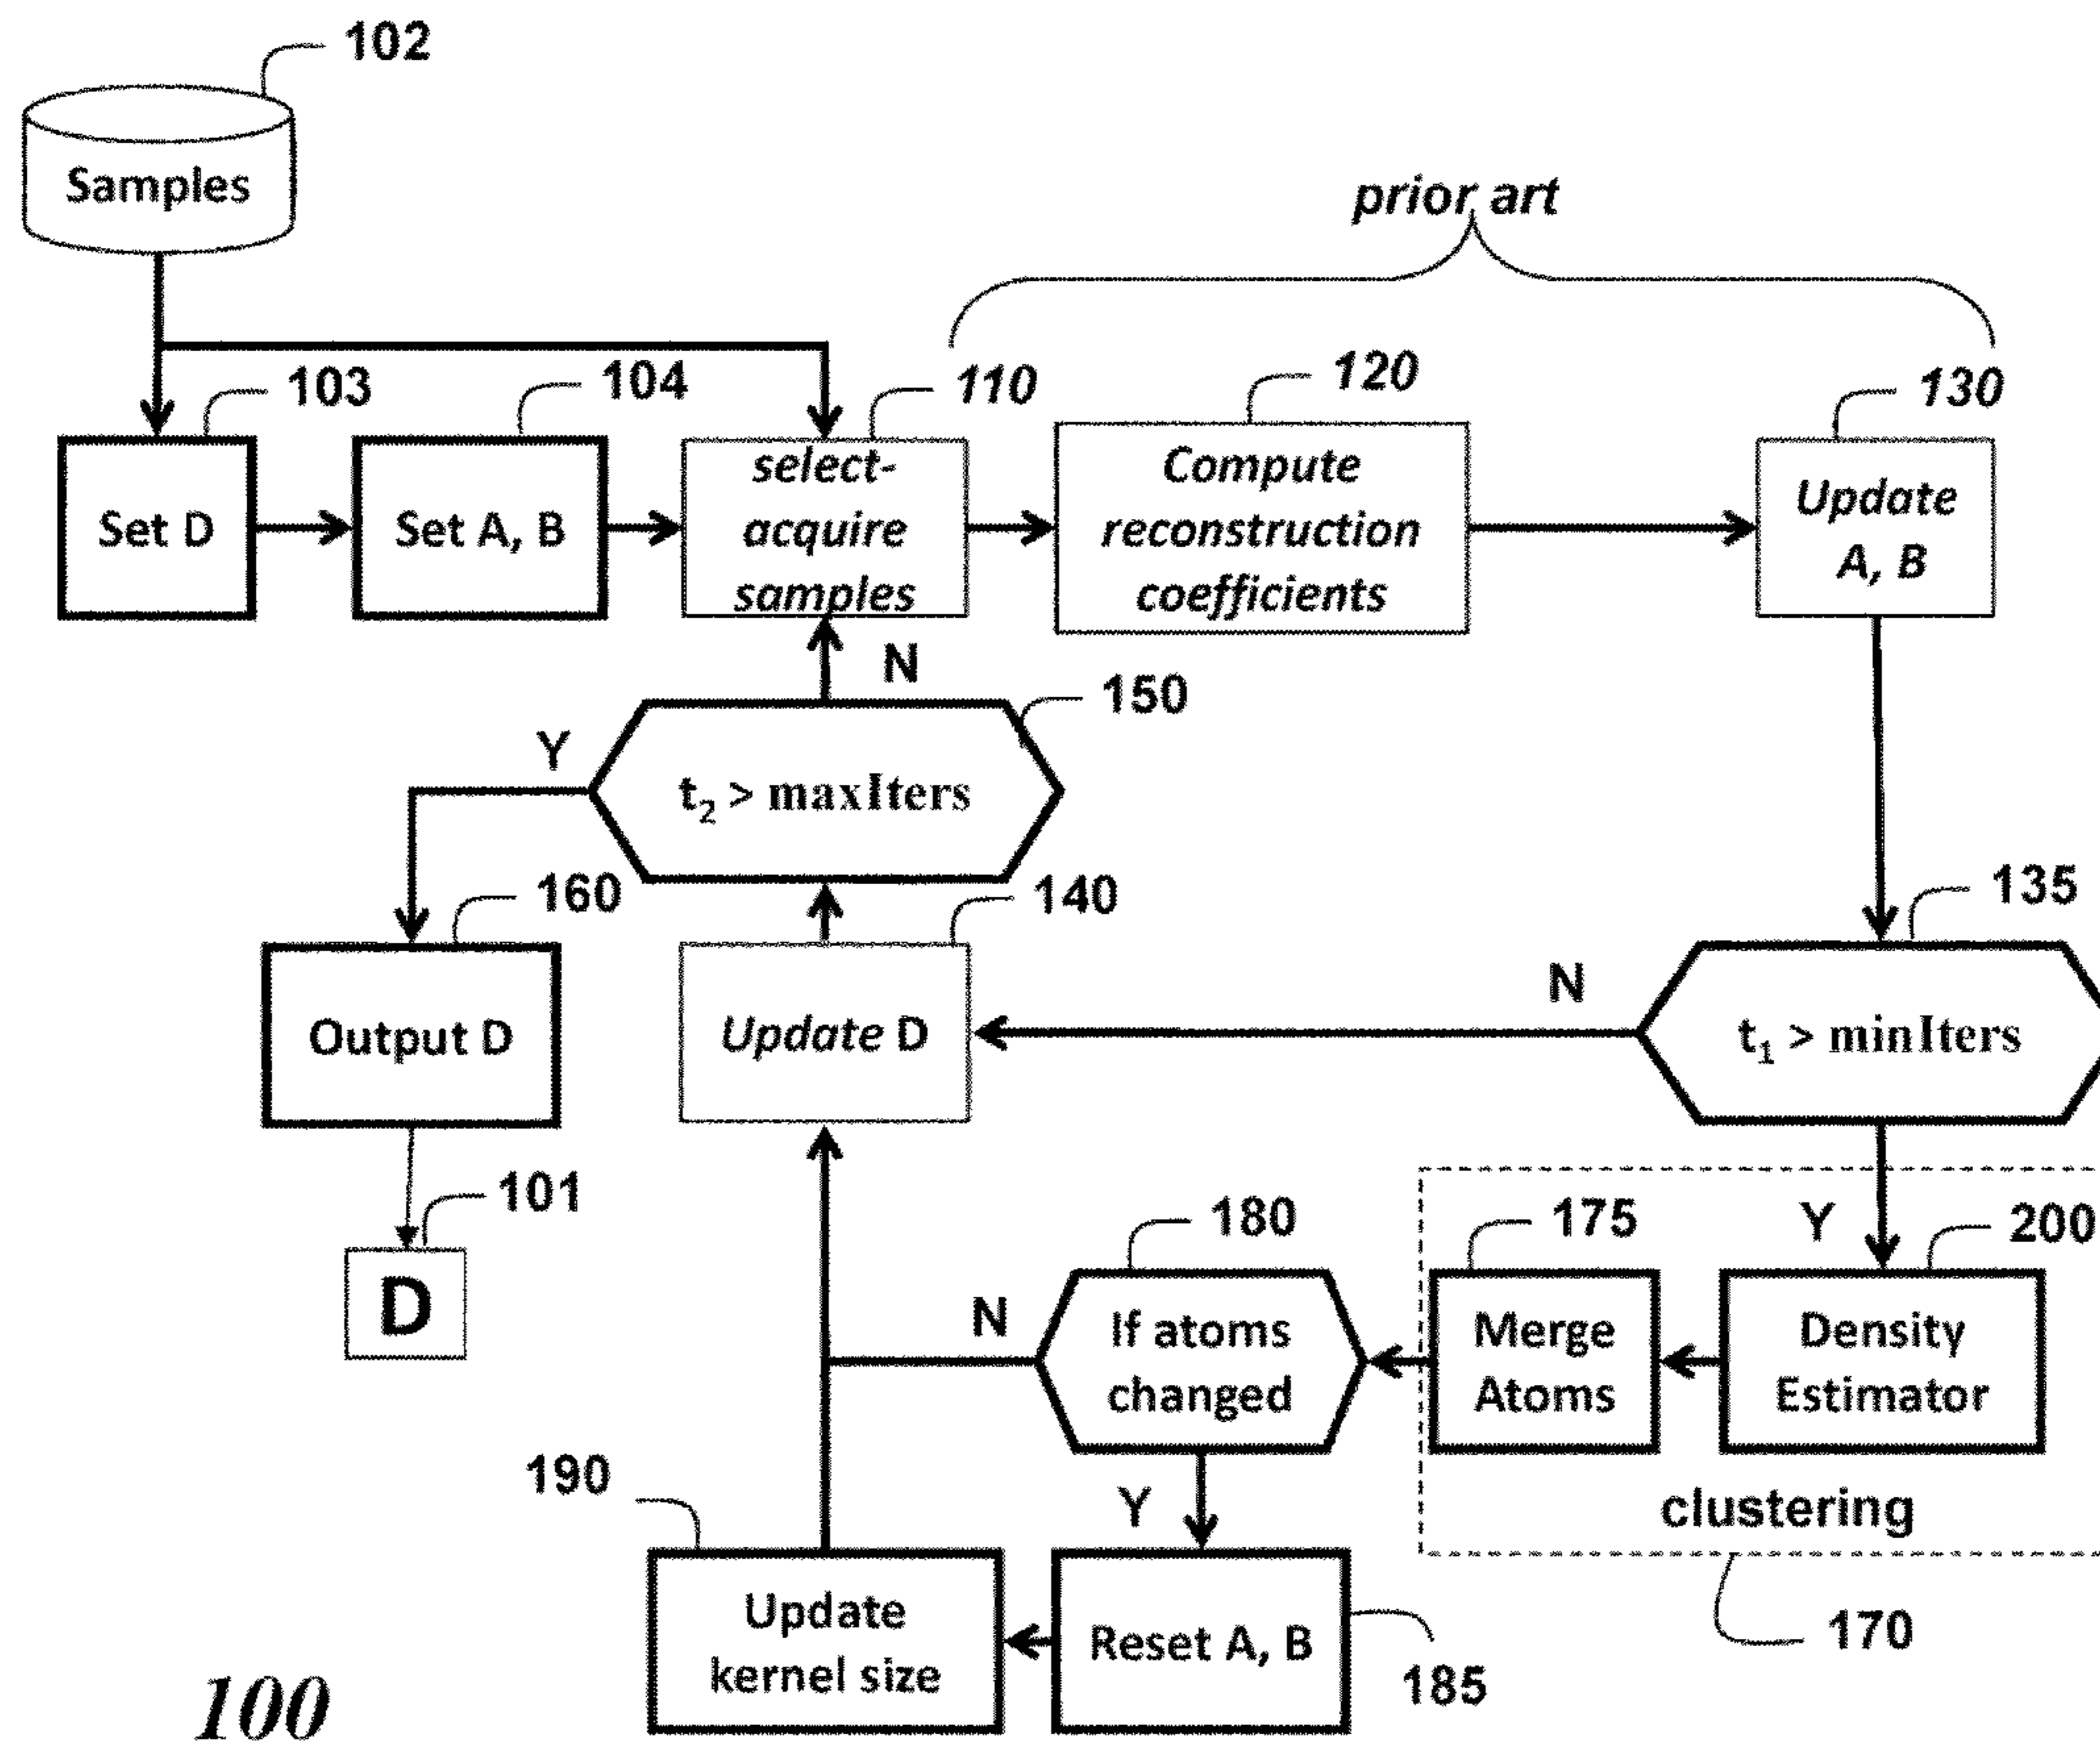 102
Samples
prior art
103
104
110
120
130
Set D
Set A, B
select-
acquire
samples
Compute
reconstruction
coefficients
Update
A, B
N
150
Y
t₂ > maxIters
160
140
135
Output D
Update D
N
t₁ > minIters
101
D
180
175
Y
200
N
If atoms
changed
Merge
Atoms
Density
Estimator
190
Y
clustering
Update
kernel size
Reset A, B
185
170
100